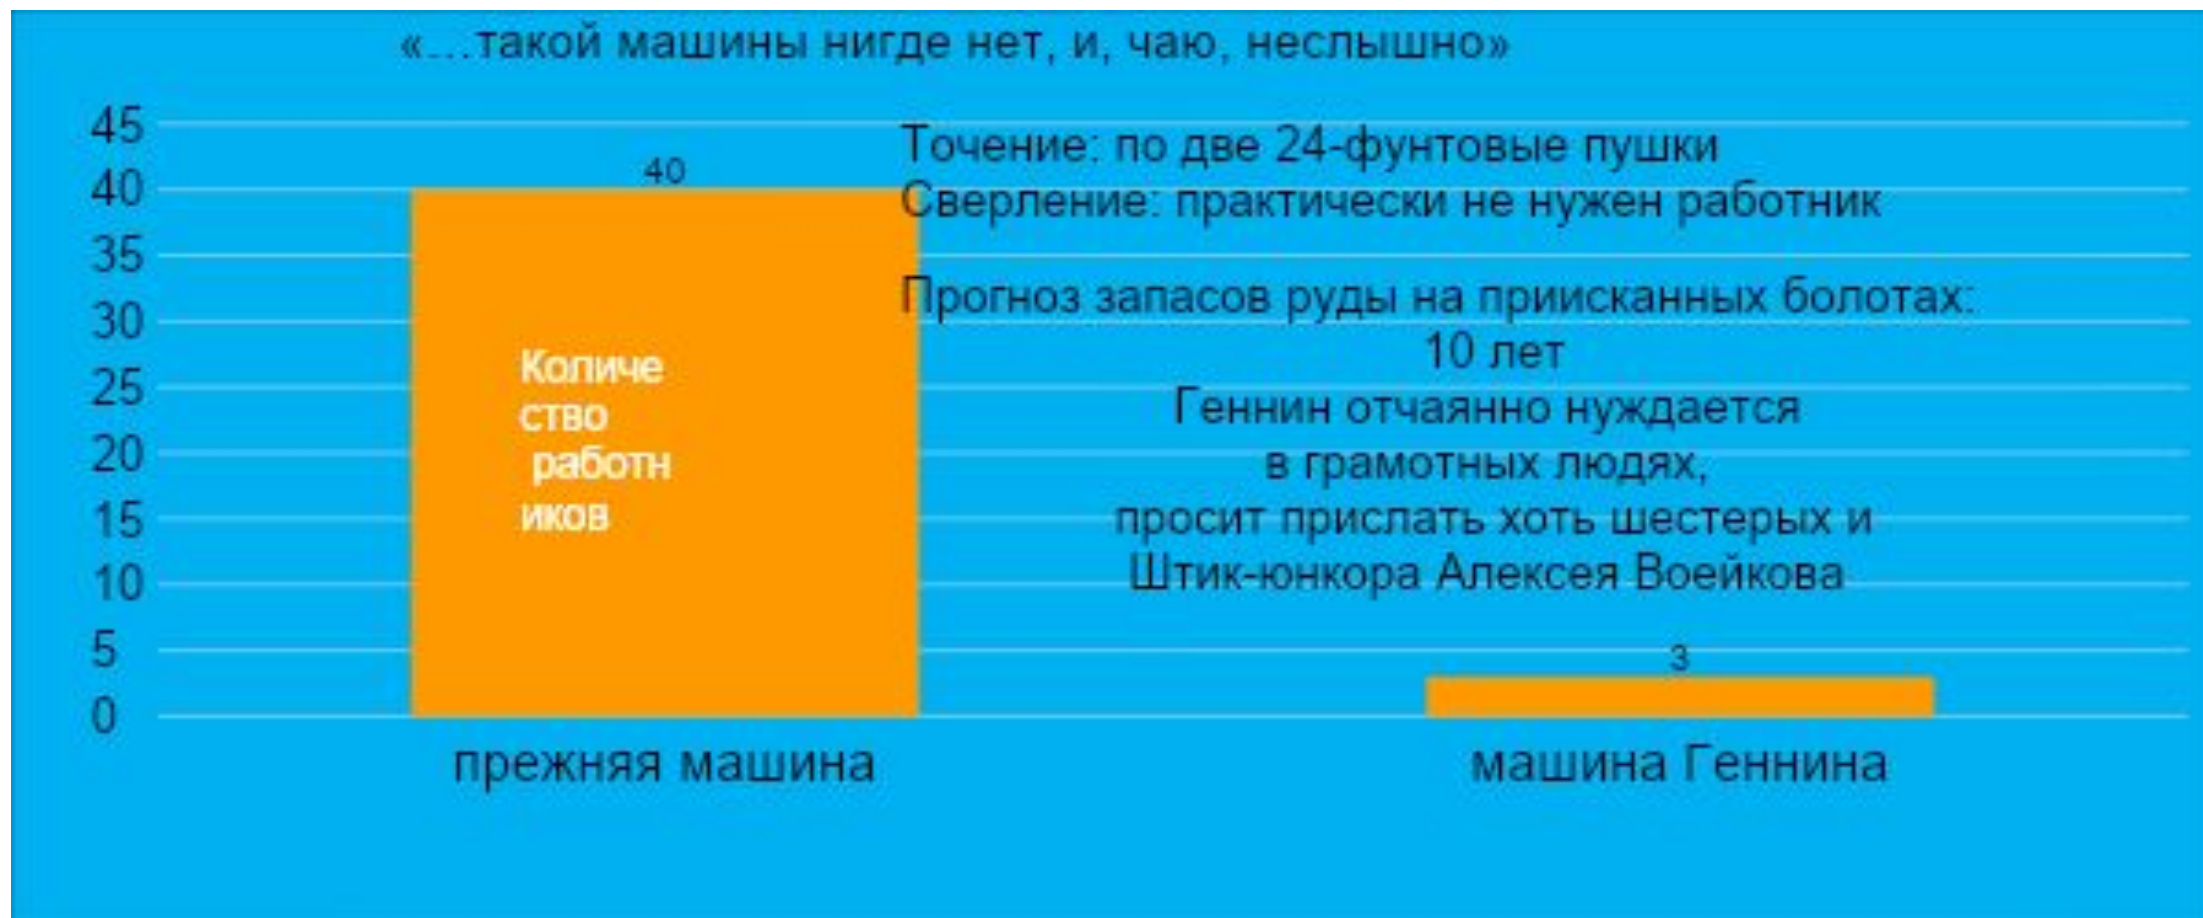 «…такой машины нигде нет, и, чаю, неслышно»
45
40
35
30
25
20
15
10
5
0
40
Количе
ство
работн
иков
Точение: по две 24-фунтовые пушки
Сверление: практически не нужен работник
Прогноз запасов руды на приисканных болотах:
10 лет
Геннин отчаянно нуждается
в грамотных людях,
просит прислать хоть шестерых и
Штик-юнкора Алексея Воейкова
3
прежняя машина
машина Геннина